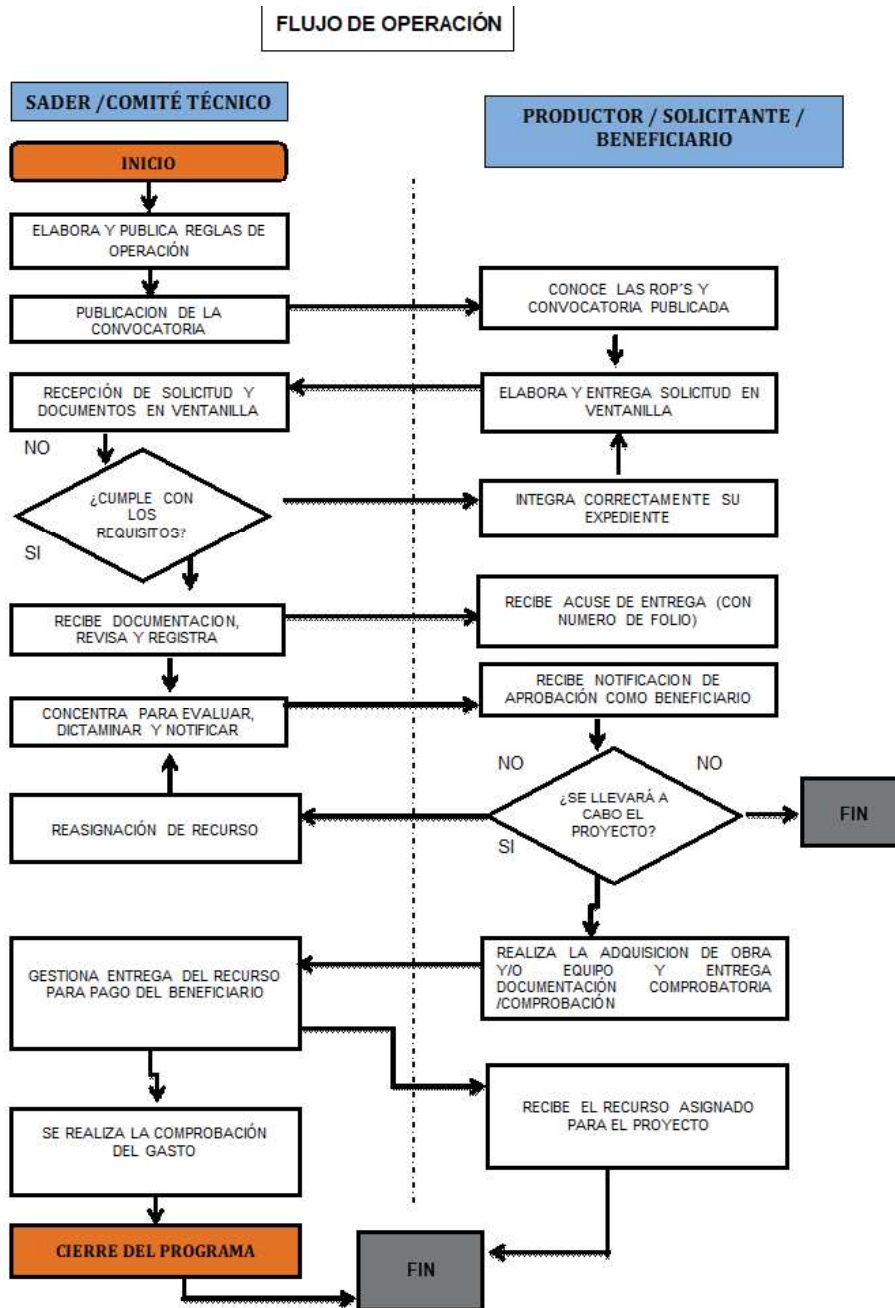 FLUJO DE OPERACIÓN
SADER /COMITÉ TÉCNICO
PRODUCTOR / SOLICITANTE /
BENEFICIARIO
INICIO
ELABORA Y PUBLICA REGLAS DE
OPERACIÓN
PUBLICACION DE LA
CONVOCATORIA
CONOCE LAS ROP´S Y
CONVOCATORIA PUBLICADA
RECEPCIÓN DE SOLICITUD Y
DOCUMENTOS EN VENTANILLA
ELABORA Y ENTREGA SOLICITUD EN
VENTANILLA
NO
¿CUMPLE CON
LOS
REQUISITOS?
SI
INTEGRA CORRECTAMENTE SU
EXPEDIENTE
RECIBE DOCUMENTACION,
REVISA Y REGISTRA
RECIBE ACUSE DE ENTREGA (CON
NUMERO DE FOLIO)
CONCENTRA PARA EVALUAR,
DICTAMINAR Y NOTIFICAR
RECIBE NOTIFICACION DE
APROBACIÓN COMO BENEFICIARIO
NO
NO
¿SE LLEVARÁ A
CABO EL
PROYECTO?
SI
FIN
REASIGNACIÓN DE RECURSO
GESTIONA ENTREGA DEL RECURSO
PARA PAGO DEL BENEFICIARIO
REALIZA LA ADQUISICION DE OBRA
Y/O EQUIPO Y ENTREGA
DOCUMENTACIÓN COMPROBATORIA
/COMPROBACIÓN
RECIBE EL RECURSO ASIGNADO
PARA EL PROYECTO
SE REALIZA LA COMPROBACIÓN
DEL GASTO
CIERRE DEL PROGRAMA
FIN